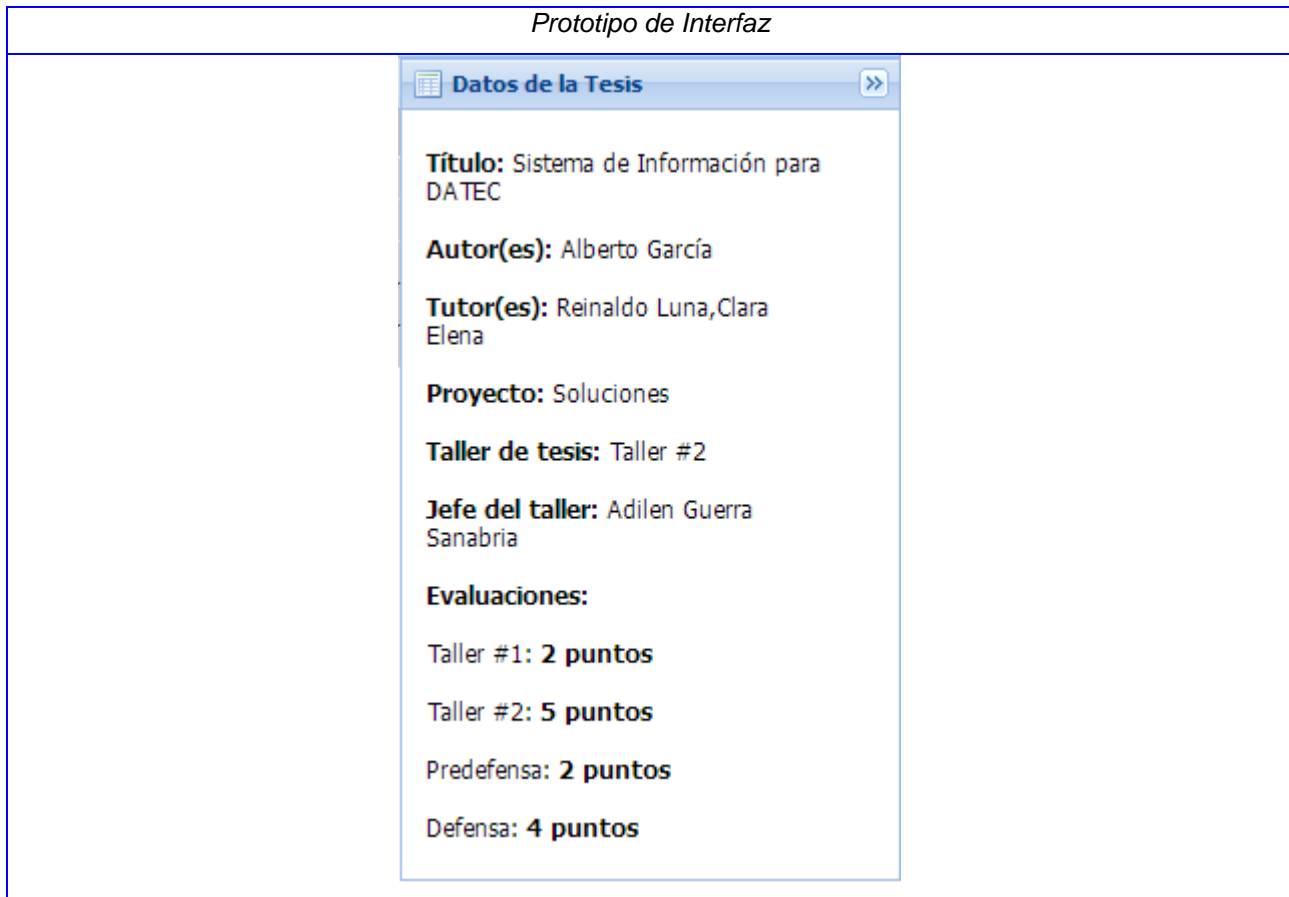 Prototipo de Interfaz
Datos de la Tesis
Título: Sistema de Información para
DATEC
Autor(es): Alberto García
Tutor(es): Reinaldo Luna,Clara
Elena
Proyecto: Soluciones
Taller de tesis: Taller #2
Jefe del taller: Adilen Guerra
Sanabria
Evaluaciones:
Taller #1: 2 puntos
Taller #2: 5 puntos
Predefensa: 2 puntos
Defensa: 4 puntos